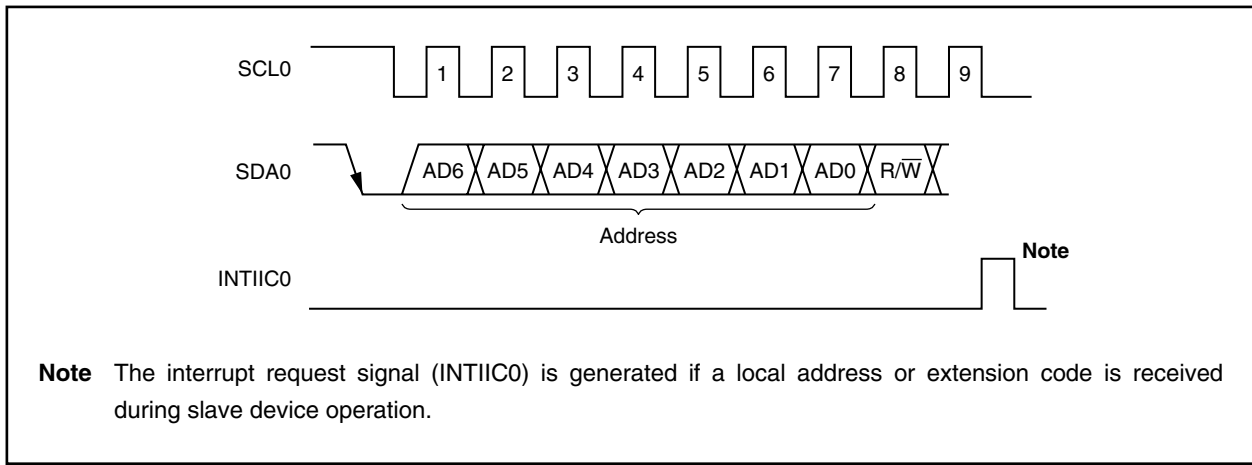 SCL0 1 2 3 4 5 6 7 8 9
SDA0 AD6 AD5 AD4 AD3 AD2 AD1 AD0 R/W̅
Address
Note
INTIIC0
Note The interrupt request signal (INTIIC0) is generated if a local address or extension code is received
during slave device operation.